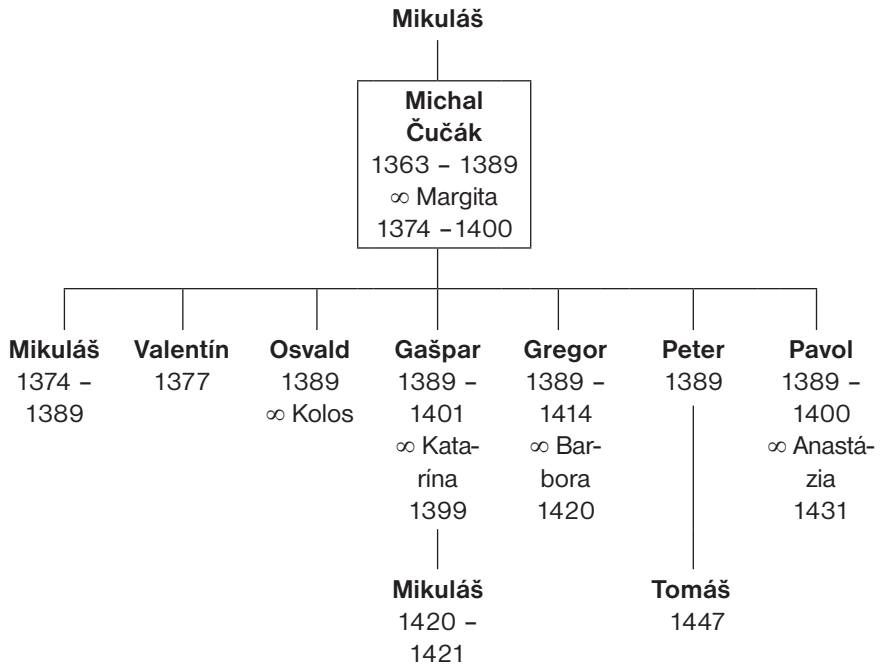 Mikuláš
Michal
Čučák
1363 – 1389
∞ Margita
1374 –1400
Mikuláš
1374 –
1389
Valentín
1377
Osvald
1389
∞ Kolos
Gašpar
1389 –
1401
∞ Kata-
rína
1399
Gregor
1389 –
1414
∞ Bar-
bora
1420
Peter
1389
Pavol
1389 –
1400
∞ Anastá-
zia
1431
Mikuláš
1420 –
1421
Tomáš
1447